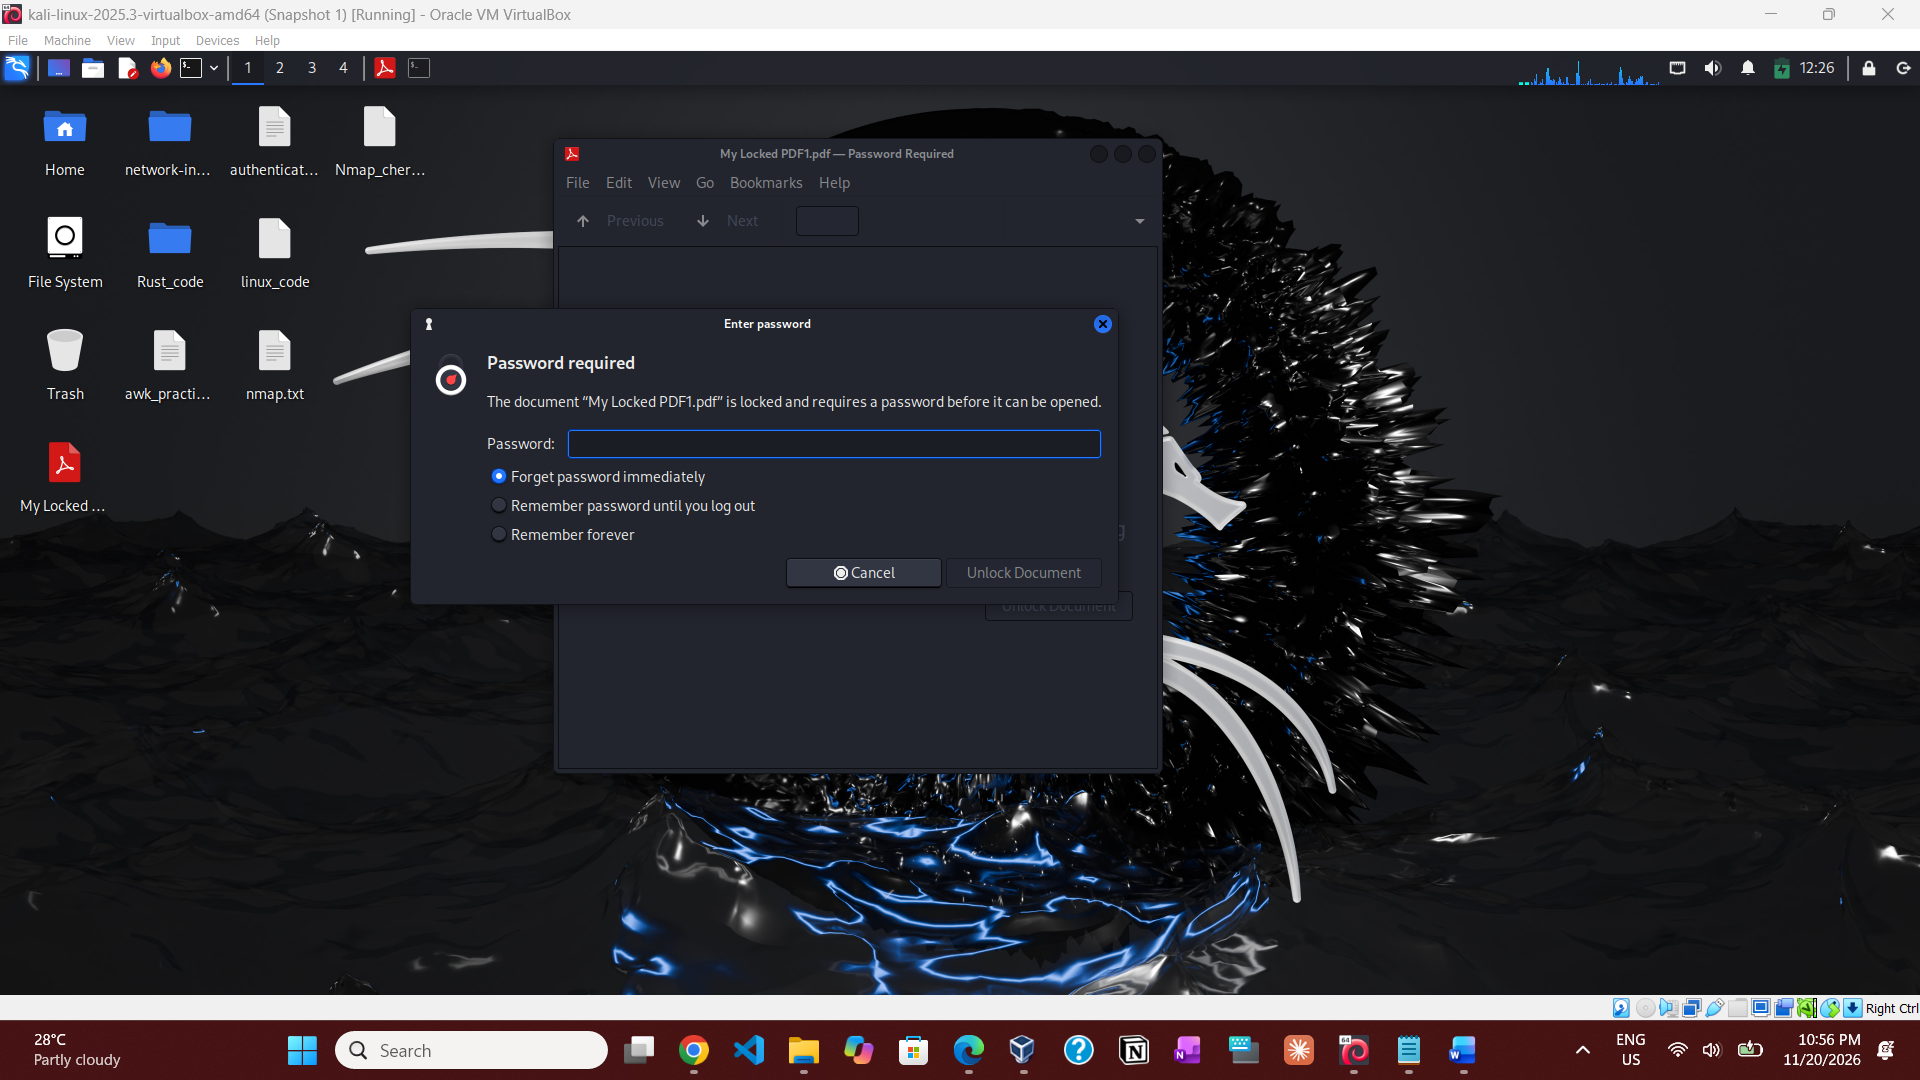 kali-linux-2025.3-virtualbox-amd64 (Snapshot 1) [Running] - Oracle VM VirtualBox
File Machine View Input Devices Help
1 2 3 4
12:26
Home
network-in...
authenticat...
Nmap_cher...
File System
Rust_code
linux_code
Trash
awk_practi...
nmap.txt
My Locked ...
My Locked PDF1.pdf — Password Required
File Edit View Go Bookmarks Help
Previous Next
Enter password
Password required
The document “My Locked PDF1.pdf” is locked and requires a password before it can be opened.
Password:
Forget password immediately
Remember password until you log out
Remember forever
Cancel Unlock Document
Unlock Document
Right Ctrl
28°C
Partly cloudy
Search
ENG
US
10:56 PM
11/20/2026